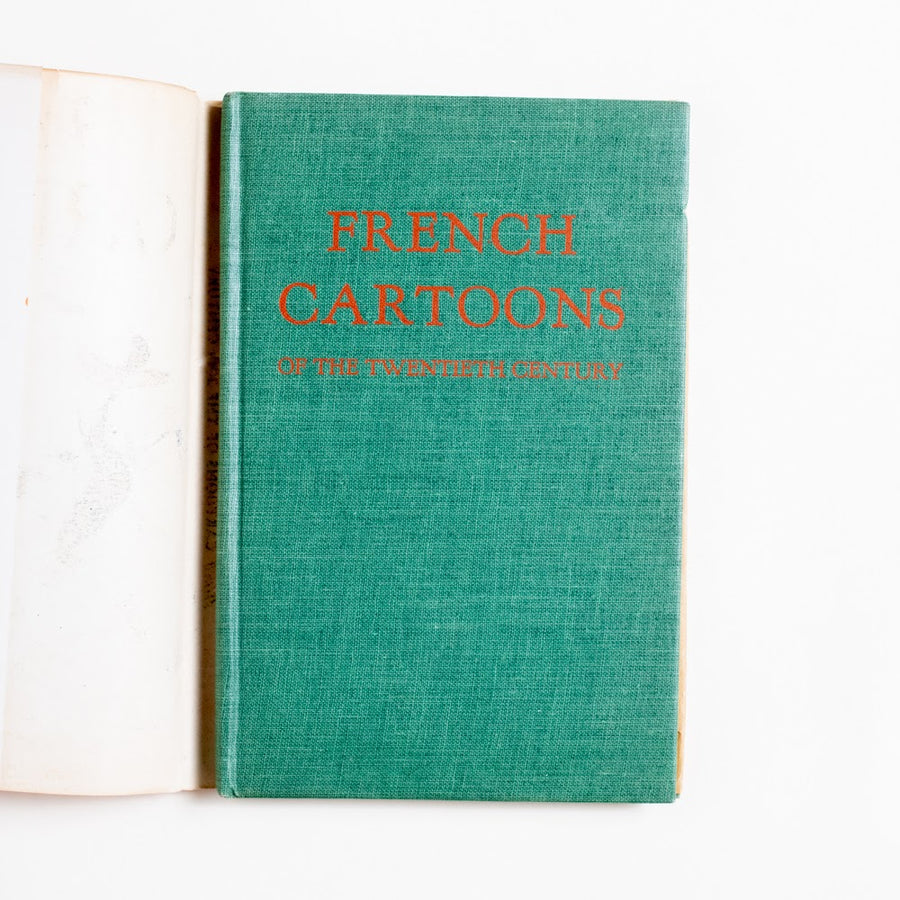 FRENCH
CARTOONS
OF THE TWENTIETH CENTURY